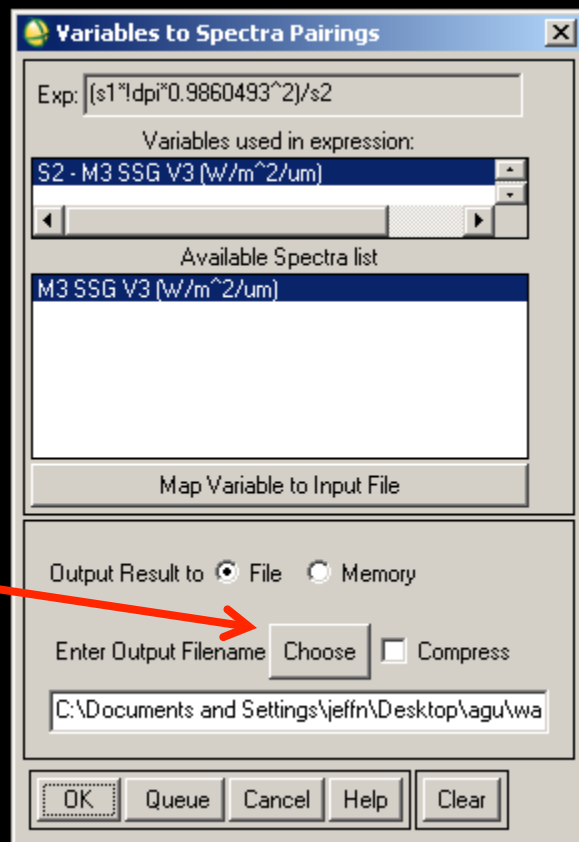 Variables to Spectra Pairings
Exp: (s1*!dpi*0.9860493^2)/s2
Variables used in expression:
S2 - M3 SSG V3 (W/m^2/um)
Available Spectra list
M3 SSG V3 (W/m^2/um)
Map Variable to Input File
Output Result to File Memory
Enter Output Filename Choose Compress
C:\Documents and Settings\jeffn\Desktop\agu\wa
OK Queue Cancel Help Clear